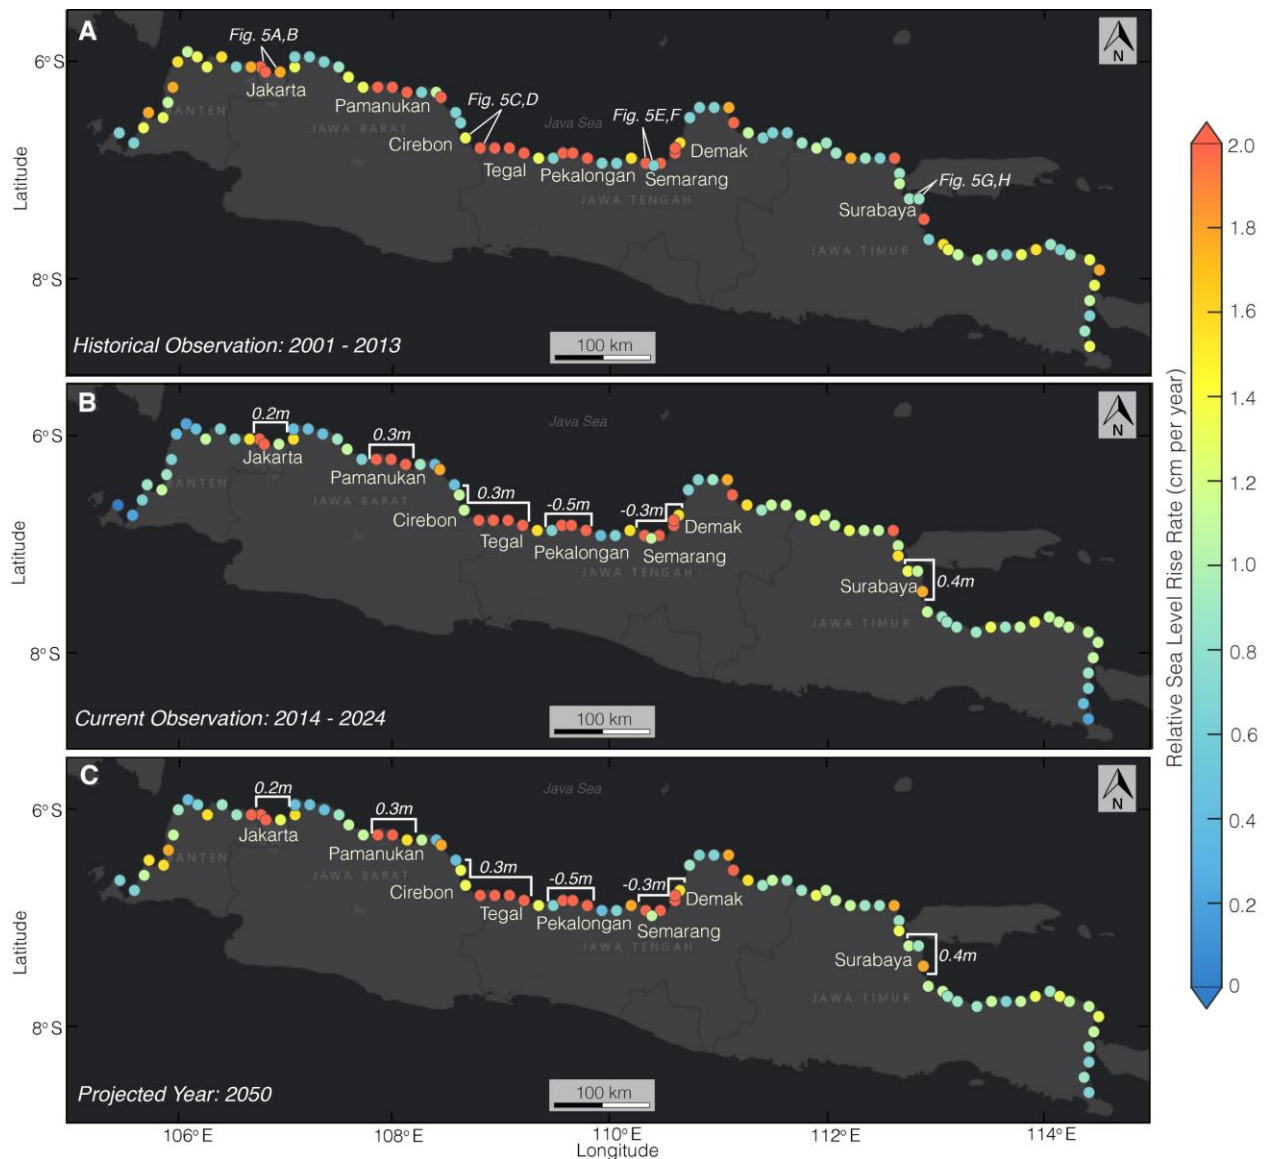 A
Fig. 5A,B
N
6°S
Jakarta
BANTEN
Pamanukan
Fig. 5C,D
JAWA BARAT
Java Sea
Fig. 5E,F
Cirebon
Demak
Tegal
Pekalongan
Semarang
JAWA TENGAH
Fig. 5G,H
Surabaya
JAWA TIMUR
8°S
Latitude
Historical Observation: 2001 - 2013
100 km
B
0.2m
N
Java Sea
6°S
0.3m
Jakarta
Pamanukan
BANTEN
JAWA BARAT
0.3m
-0.5m
-0.3m
Cirebon
Demak
Tegal
Pekalongan
Semarang
JAWA TENGAH
Surabaya
0.4m
JAWA TIMUR
8°S
Latitude
Current Observation: 2014 - 2024
100 km
C
0.2m
N
Java Sea
6°S
0.3m
Jakarta
Pamanukan
BANTEN
JAWA BARAT
0.3m
-0.5m
-0.3m
Cirebon
Demak
Tegal
Pekalongan
Semarang
JAWA TENGAH
Surabaya
0.4m
JAWA TIMUR
8°S
Latitude
Projected Year: 2050
100 km
106°E
108°E
110°E
112°E
114°E
Longitude
Relative Sea Level Rise Rate (cm per year)
2.0
1.8
1.6
1.4
1.2
1.0
0.8
0.6
0.4
0.2
0